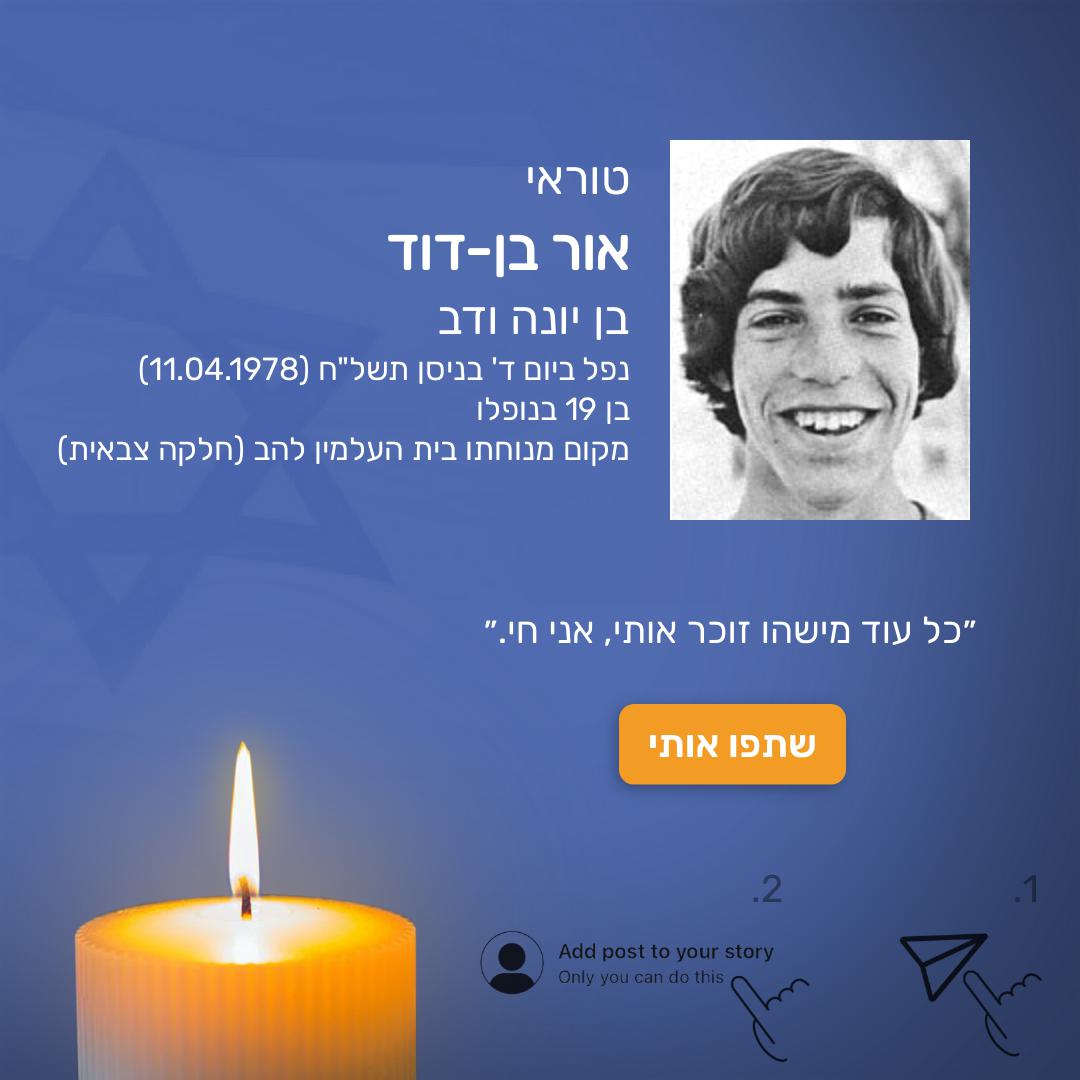 טוראי
אור בן-דוד
בן יונה ודב
נפל ביום ד' בניסן תשל"ח (11.04.1978)
בן 19 בנופלו
מקום מנוחתו בית העלמין להב (חלקה צבאית)
״כל עוד מישהו זוכר אותי, אני חי.״
שתפו אותי
1.
2.
Add post to your story
Only you can do this